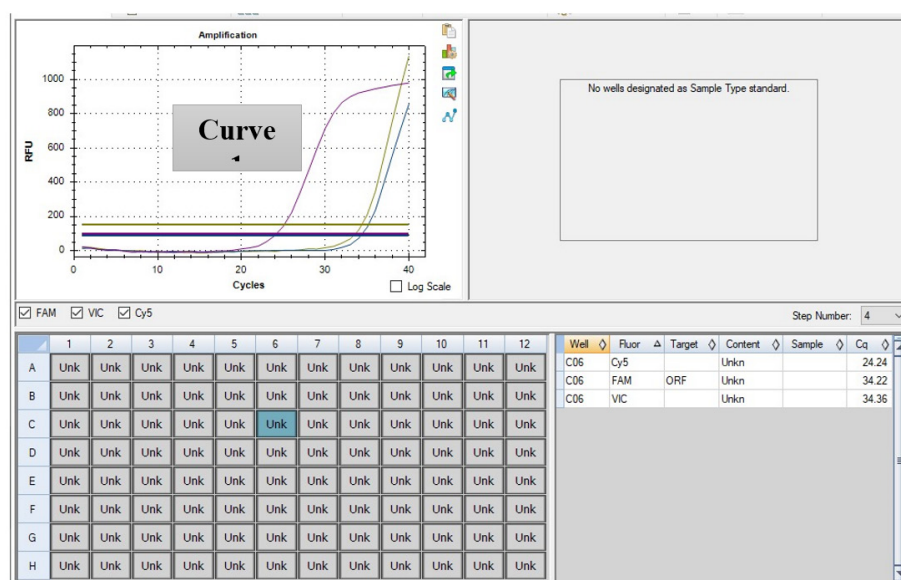 Amplification
1000
800
600
400
200
0
RFU
Curve
0 10 20 30 40
Cycles
Log Scale
No wells designated as Sample Type standard.
FAM VIC Cy5
Step Number: 4
1 2 3 4 5 6 7 8 9 10 11 12
A Unk Unk Unk Unk Unk Unk Unk Unk Unk Unk Unk Unk
B Unk Unk Unk Unk Unk Unk Unk Unk Unk Unk Unk Unk
C Unk Unk Unk Unk Unk Unk Unk Unk Unk Unk Unk Unk
D Unk Unk Unk Unk Unk Unk Unk Unk Unk Unk Unk Unk
E Unk Unk Unk Unk Unk Unk Unk Unk Unk Unk Unk Unk
F Unk Unk Unk Unk Unk Unk Unk Unk Unk Unk Unk Unk
G Unk Unk Unk Unk Unk Unk Unk Unk Unk Unk Unk Unk
H Unk Unk Unk Unk Unk Unk Unk Unk Unk Unk Unk Unk
Well Fluor Target Content Sample Cq
C06 Cy5 Unkn 24.24
C06 FAM ORF Unkn 34.22
C06 VIC Unkn 34.36